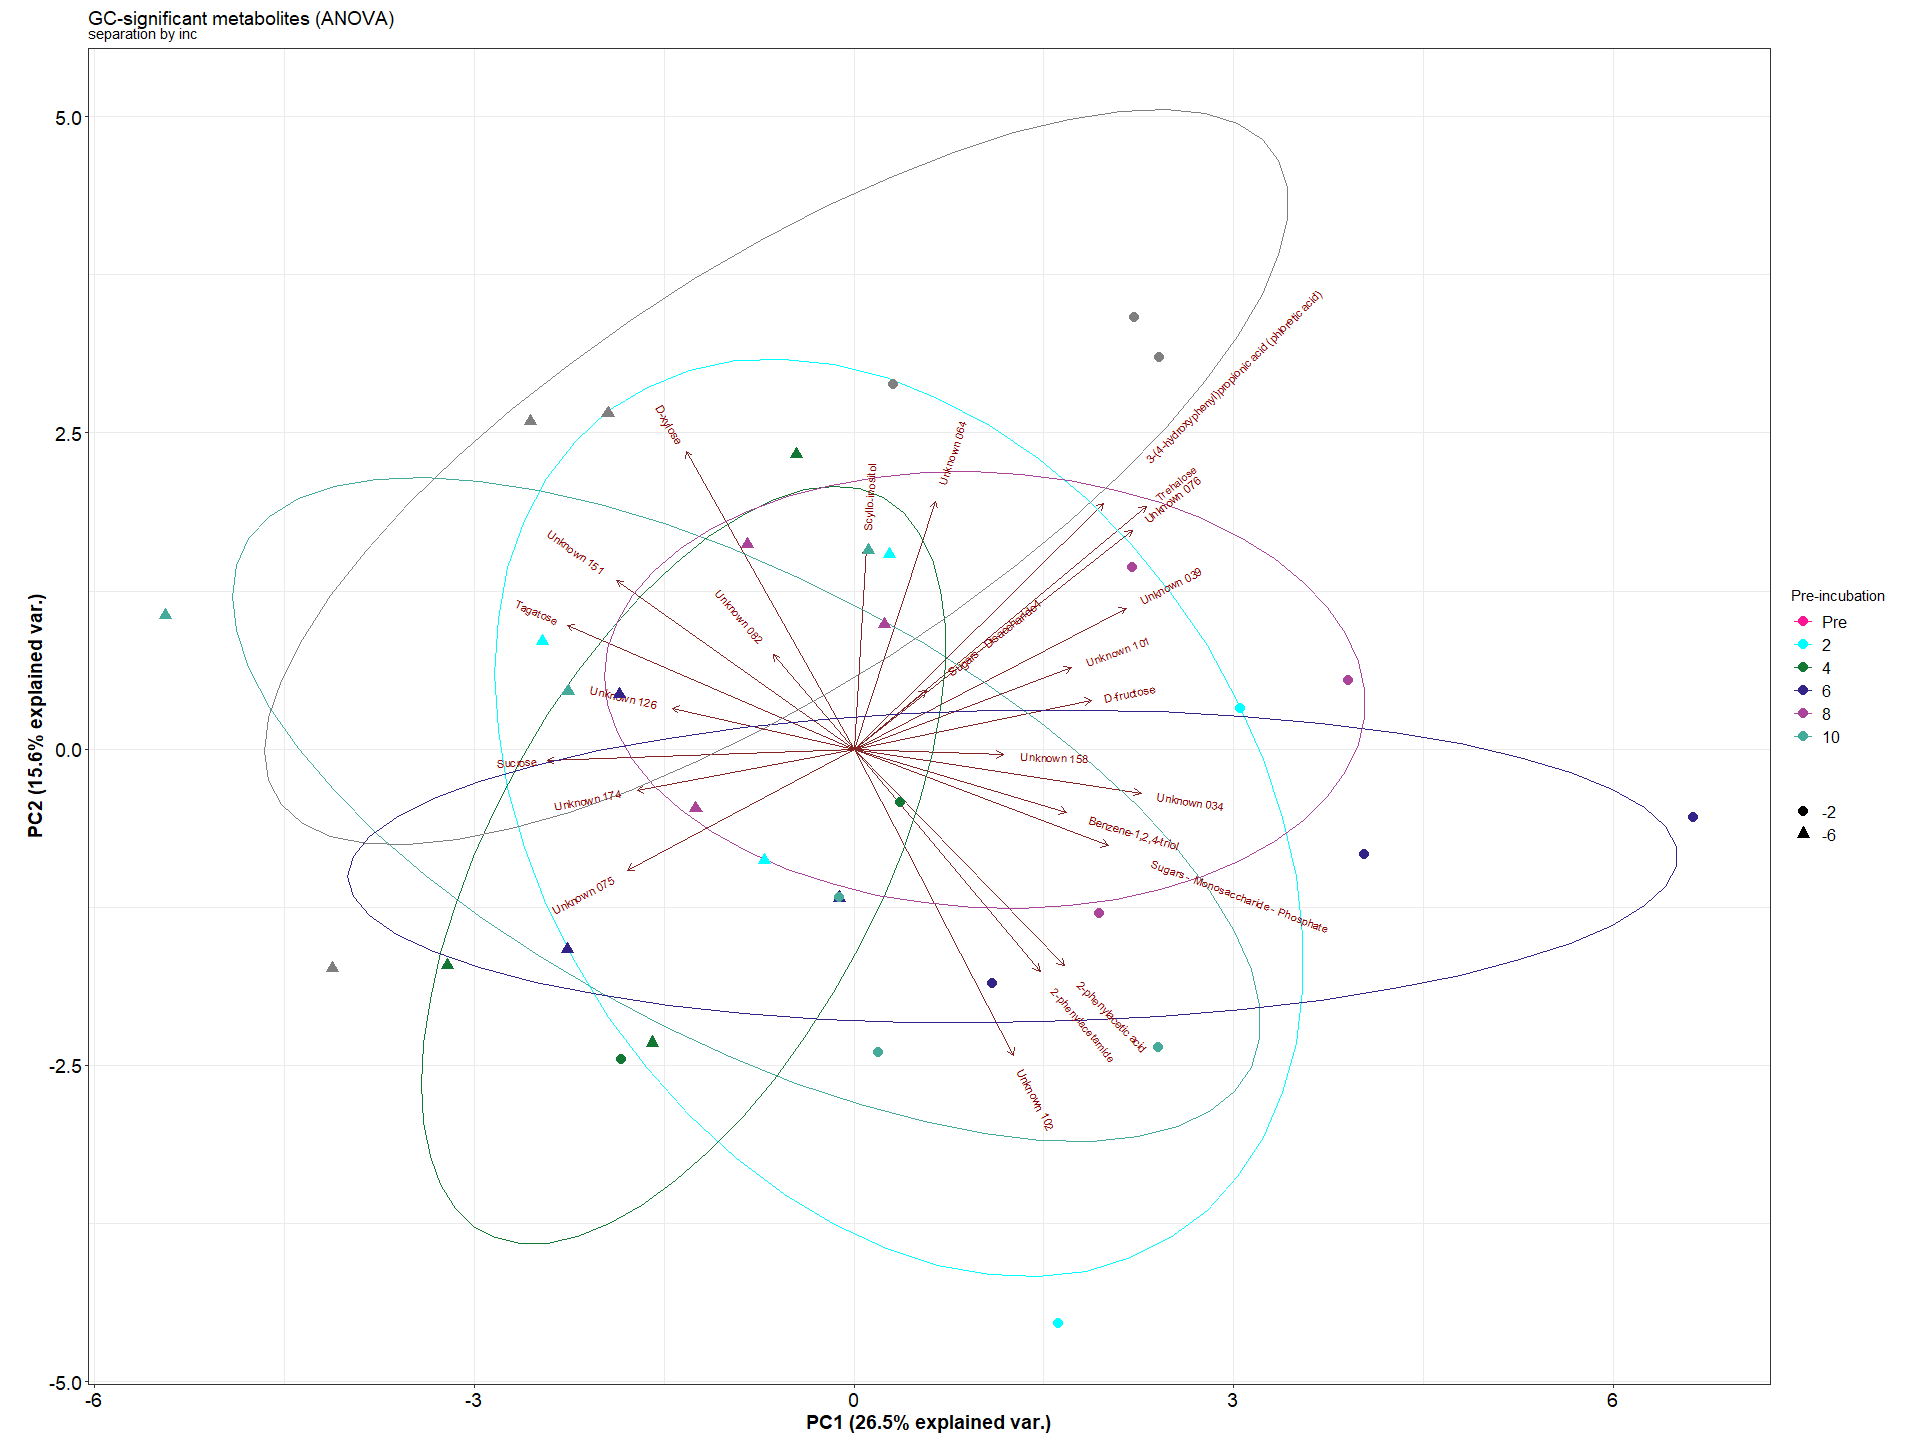 GC-significant metabolites (ANOVA)
separation by inc
5.0
2.5
0.0
-2.5
-5.0
PC2 (15.6% explained var.)
-6
-3
0
3
6
PC1 (26.5% explained var.)
3-(4-hydroxyphenyl)propionic acid (phloretic acid)
D-xylose
Unknown 064
Scyllo-inositol
Trehalose
Unknown 076
Unknown 151
Unknown 039
Unknown 082
Tagatose
Sugars - Disaccharide1
Unknown 101
Unknown 126
D-fructose
Sucrose
Unknown 158
Unknown 174
Unknown 034
Benzene-1,2,4-triol
Unknown 075
Sugars - Monosaccharide - Phosphate
2-phenylacetic acid
2-phenylacetamide
Unknown 102
Pre-incubation
Pre
2
4
6
8
10
-2
-6